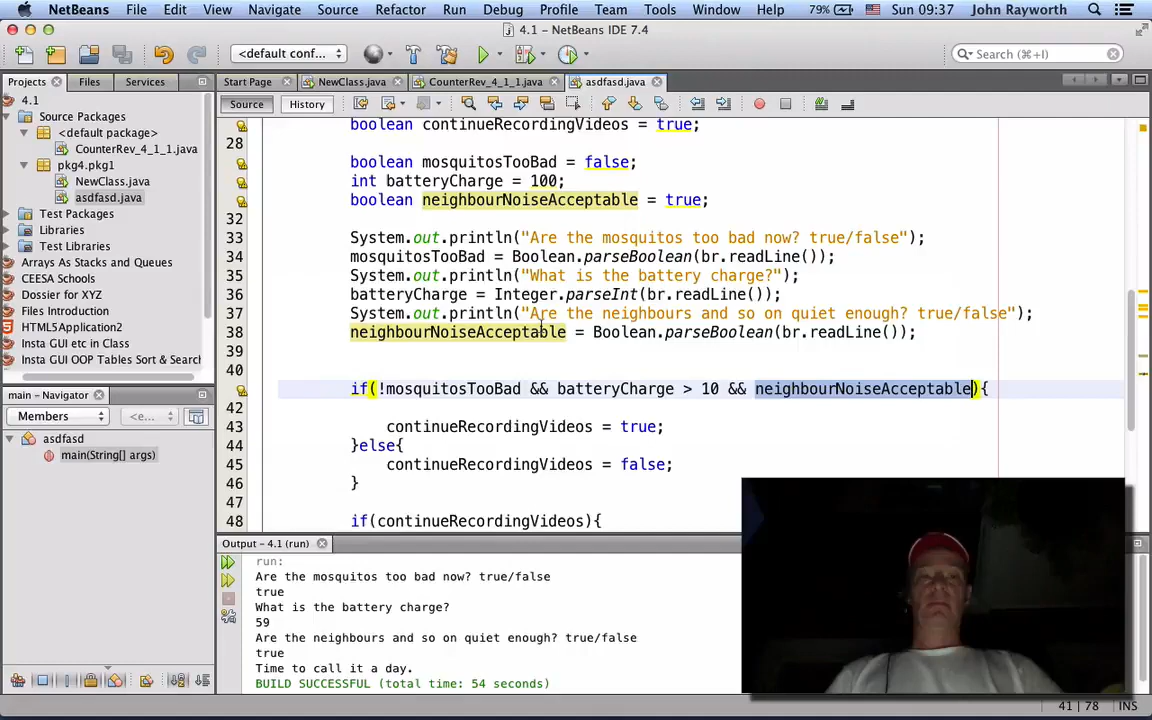 NetBeans File Edit View Navigate Source Refactor Run Debug Profile Team Tools Window Help 79% Sun 09:37 John Rayworth
4.1 - NetBeans IDE 7.4
<default conf... Search (⌘+I)
Projects Files Services
Start Page NewClass.java CounterRev_4_1_1.java asdfasd.java
Source History
4.1
Source Packages
<default package>
CounterRev_4_1_1.java
pkg4.pkg1
NewClass.java
asdfasd.java
Test Packages
Libraries
Test Libraries
Arrays As Stacks and Queues
CEESA Schools
Dossier for XYZ
Files Introduction
HTML5Application2
Insta GUI etc in Class
Insta GUI OOP Tables Sort & Search
main - Navigator
Members <e...
asdfasd
main(String[] args)
boolean continueRecordingVideos = true;
28
boolean mosquitosTooBad = false;
int batteryCharge = 100;
boolean neighbourNoiseAcceptable = true;
32
33 System.out.println("Are the mosquitos too bad now? true/false");
34 mosquitosTooBad = Boolean.parseBoolean(br.readLine());
35 System.out.println("What is the battery charge?");
36 batteryCharge = Integer.parseInt(br.readLine());
37 System.out.println("Are the neighbours and so on quiet enough? true/false");
38 neighbourNoiseAcceptable = Boolean.parseBoolean(br.readLine());
39
40
if(!mosquitosTooBad && batteryCharge > 10 && neighbourNoiseAcceptable){
42
43 continueRecordingVideos = true;
44 }else{
45 continueRecordingVideos = false;
46 }
47
48 if(continueRecordingVideos){
Output - 4.1 (run)
run:
Are the mosquitos too bad now? true/false
true
What is the battery charge?
59
Are the neighbours and so on quiet enough? true/false
true
Time to call it a day.
BUILD SUCCESSFUL (total time: 54 seconds)
41 | 78 INS